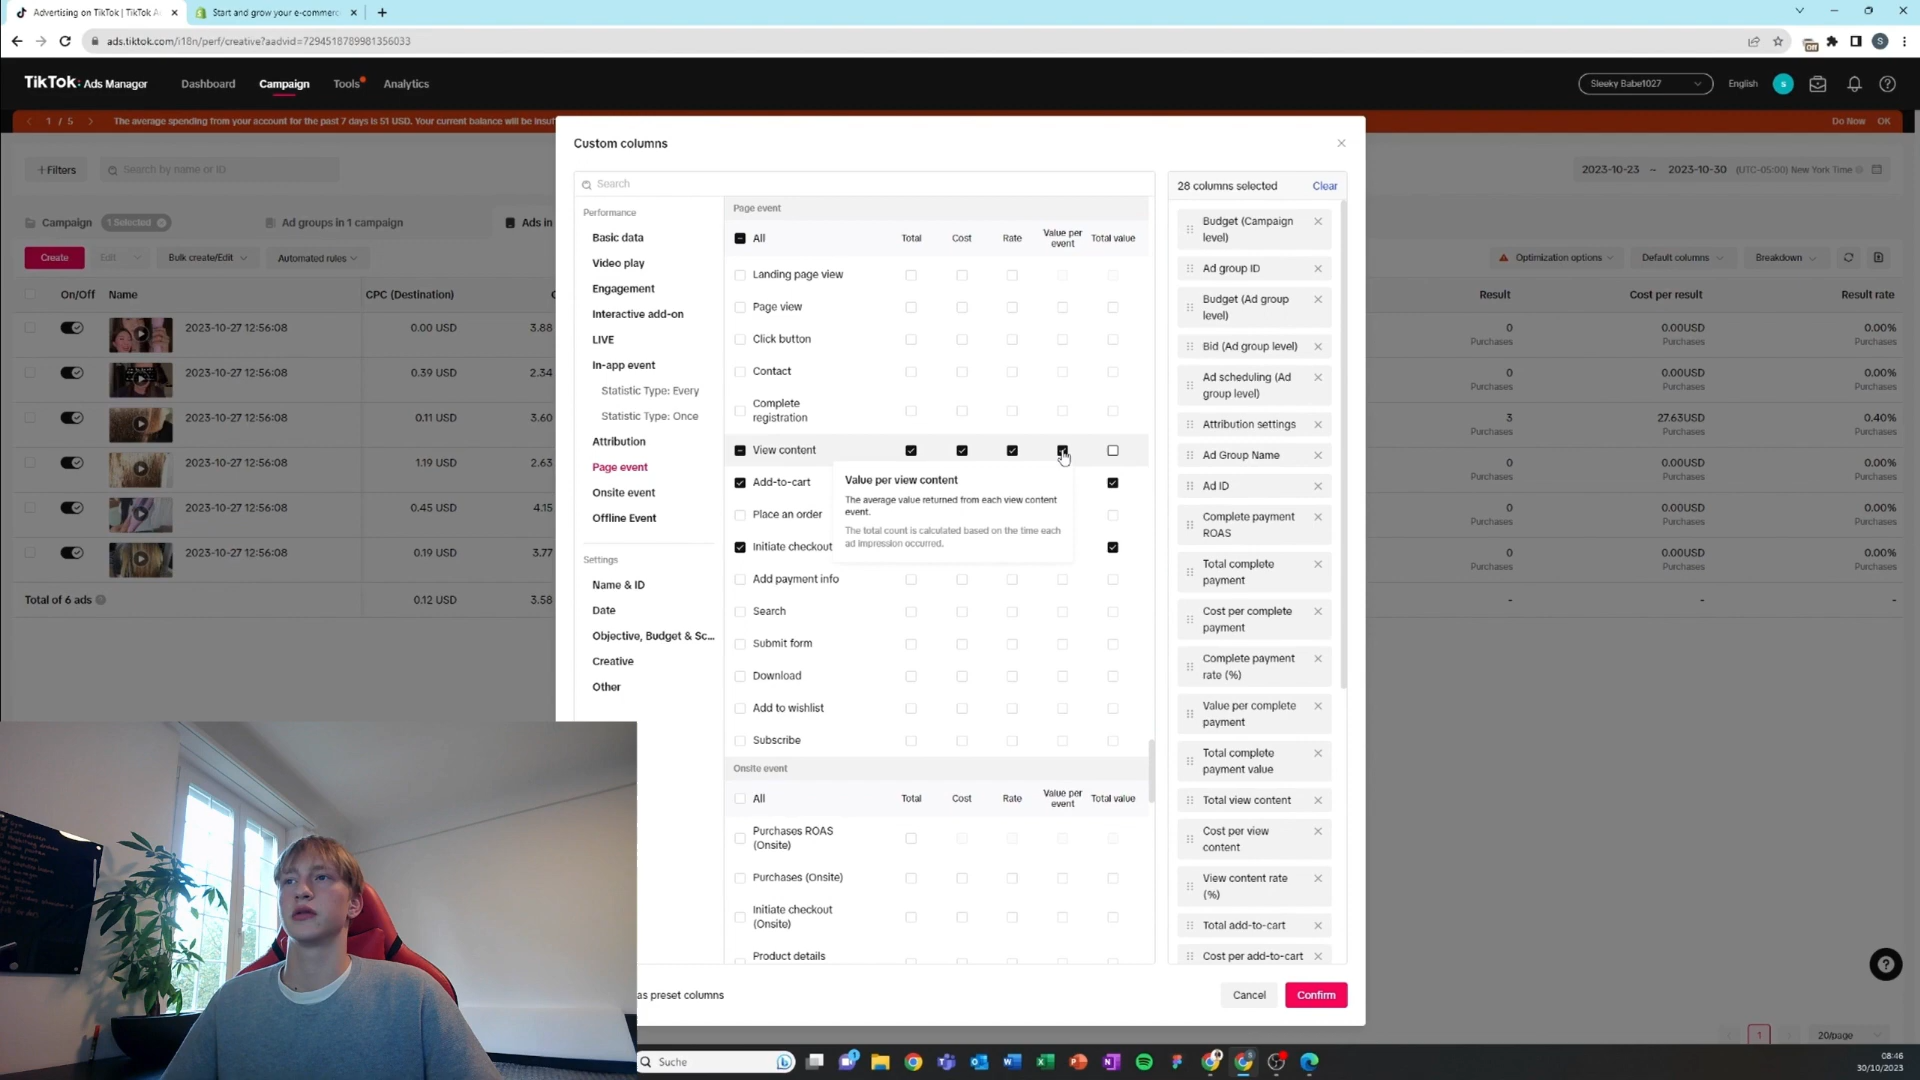 Advertising on TikTok | TikTok A
Start and grow your e-commerc
ads.tiktok.com/i18n/perf/creative?aadvid=7294518789981356033
Off
S
TikTok: Ads Manager
Dashboard
Campaign
Tools
Analytics
Sleeky Babe1027
English
s
1 / 5
The average spending from your account for the past 7 days is 51 USD. Your current balance will be insuf
Do Now
OK
+Filters
Search by name or ID
2023-10-23 ~ 2023-10-30 (UTC-05:00) New York Time
Campaign
1 Selected
Ad groups in 1 campaign
Ads in
Create
Edit
Bulk create/Edit
Automated rules
Optimization options
Default columns
Breakdown
On/Off
Name
CPC (Destination)
Result
Cost per result
Result rate
2023-10-27 12:56:08
0.00 USD
3.88
0
Purchases
0.00USD
Purchases
0.00%
Purchases
2023-10-27 12:56:08
0.39 USD
2.34
0
Purchases
0.00USD
Purchases
0.00%
Purchases
2023-10-27 12:56:08
0.11 USD
3.60
3
Purchases
27.63USD
Purchases
0.40%
Purchases
2023-10-27 12:56:08
1.19 USD
2.63
0
Purchases
0.00USD
Purchases
0.00%
Purchases
2023-10-27 12:56:08
0.45 USD
4.15
0
Purchases
0.00USD
Purchases
0.00%
Purchases
2023-10-27 12:56:08
0.19 USD
3.77
0
Purchases
0.00USD
Purchases
0.00%
Purchases
Total of 6 ads
0.12 USD
3.58
-
-
-
Custom columns
Search
Performance
Basic data
Video play
Engagement
Interactive add-on
LIVE
In-app event
Statistic Type: Every
Statistic Type: Once
Attribution
Page event
Onsite event
Offline Event
Settings
Name & ID
Date
Objective, Budget & Sc...
Creative
Other
Page event
All
Total
Cost
Rate
Value per
event
Total value
Landing page view
Page view
Click button
Contact
Complete
registration
View content
Add-to-cart
Place an order
Initiate checkout
Value per view content
The average value returned from each view content
event.
The total count is calculated based on the time each
ad impression occurred.
Add payment info
Search
Submit form
Download
Add to wishlist
Subscribe
Onsite event
All
Total
Cost
Rate
Value per
event
Total value
Purchases ROAS
(Onsite)
Purchases (Onsite)
Initiate checkout
(Onsite)
Product details
28 columns selected
Clear
Budget (Campaign
level)
Ad group ID
Budget (Ad group
level)
Bid (Ad group level)
Ad scheduling (Ad
group level)
Attribution settings
Ad Group Name
Ad ID
Complete payment
ROAS
Total complete
payment
Cost per complete
payment
Complete payment
rate (%)
Value per complete
payment
Total complete
payment value
Total view content
Cost per view
content
View content rate
(%)
Total add-to-cart
Cost per add-to-cart
as preset columns
Cancel
Confirm
1
20/page
Suche
08:46
30/10/2023